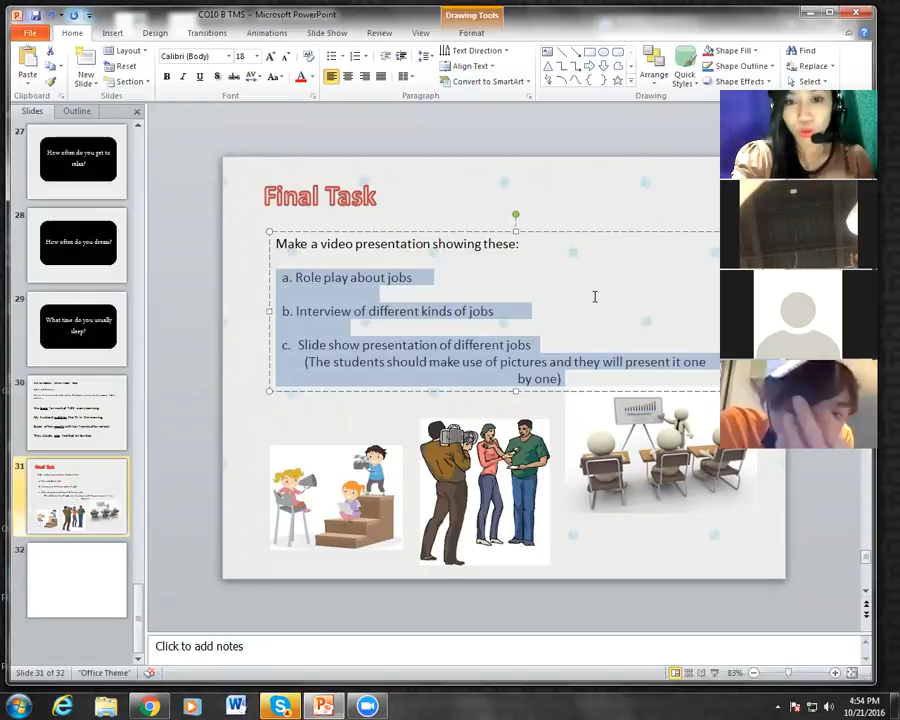 CO10 B TMS - Microsoft PowerPoint
Drawing Tools
File
Home
Insert
Design
Transitions
Animations
Slide Show
Review
View
Format
Paste
Clipboard
New
Slide
Layout
Reset
Section
Slides
Calibri (Body)
18
Font
Paragraph
Text Direction
Align Text
Convert to SmartArt
Arrange
Quick
Styles
Shape Fill
Shape Outline
Shape Effects
Drawing
Find
Replace
Select
Slides
Outline
27
How often do you get to
relax?
28
How often do you dream?
29
What time do you usually
sleep?
30
31
Final Task
32
Final Task
Make a video presentation showing these:
a. Role play about jobs
b. Interview of different kinds of jobs
c. Slide show presentation of different jobs
(The students should make use of pictures and they will present it one
by one)
Click to add notes
Slide 31 of 32
"Office Theme"
83%
4:54 PM
10/21/2016